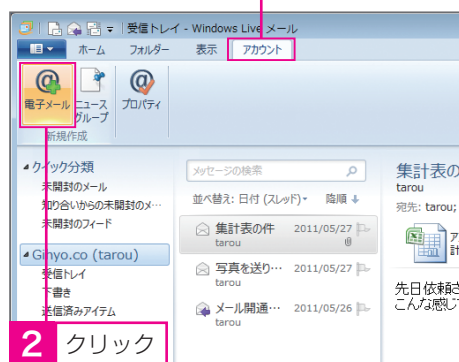 受信トレイ - Windows Live メール
ホーム フォルダー 表示 アカウント
電子メール ニュースグループ プロパティ
新規作成
クイック分類
未開封のメール
知り合いからの未開封のメ…
未開封のフィード
Ginyo.co (tarou)
受信トレイ
下書き
送信済みアイテム
メッセージの検索
並べ替え: 日付 (スレッド) 降順
集計表の件 2011/05/27
tarou
写真を送り… 2011/05/27
tarou
メール開通… 2011/05/26
tarou
集計表の
tarou
宛先: tarou;
計
先日依頼さ
こんな感じ
2 クリック